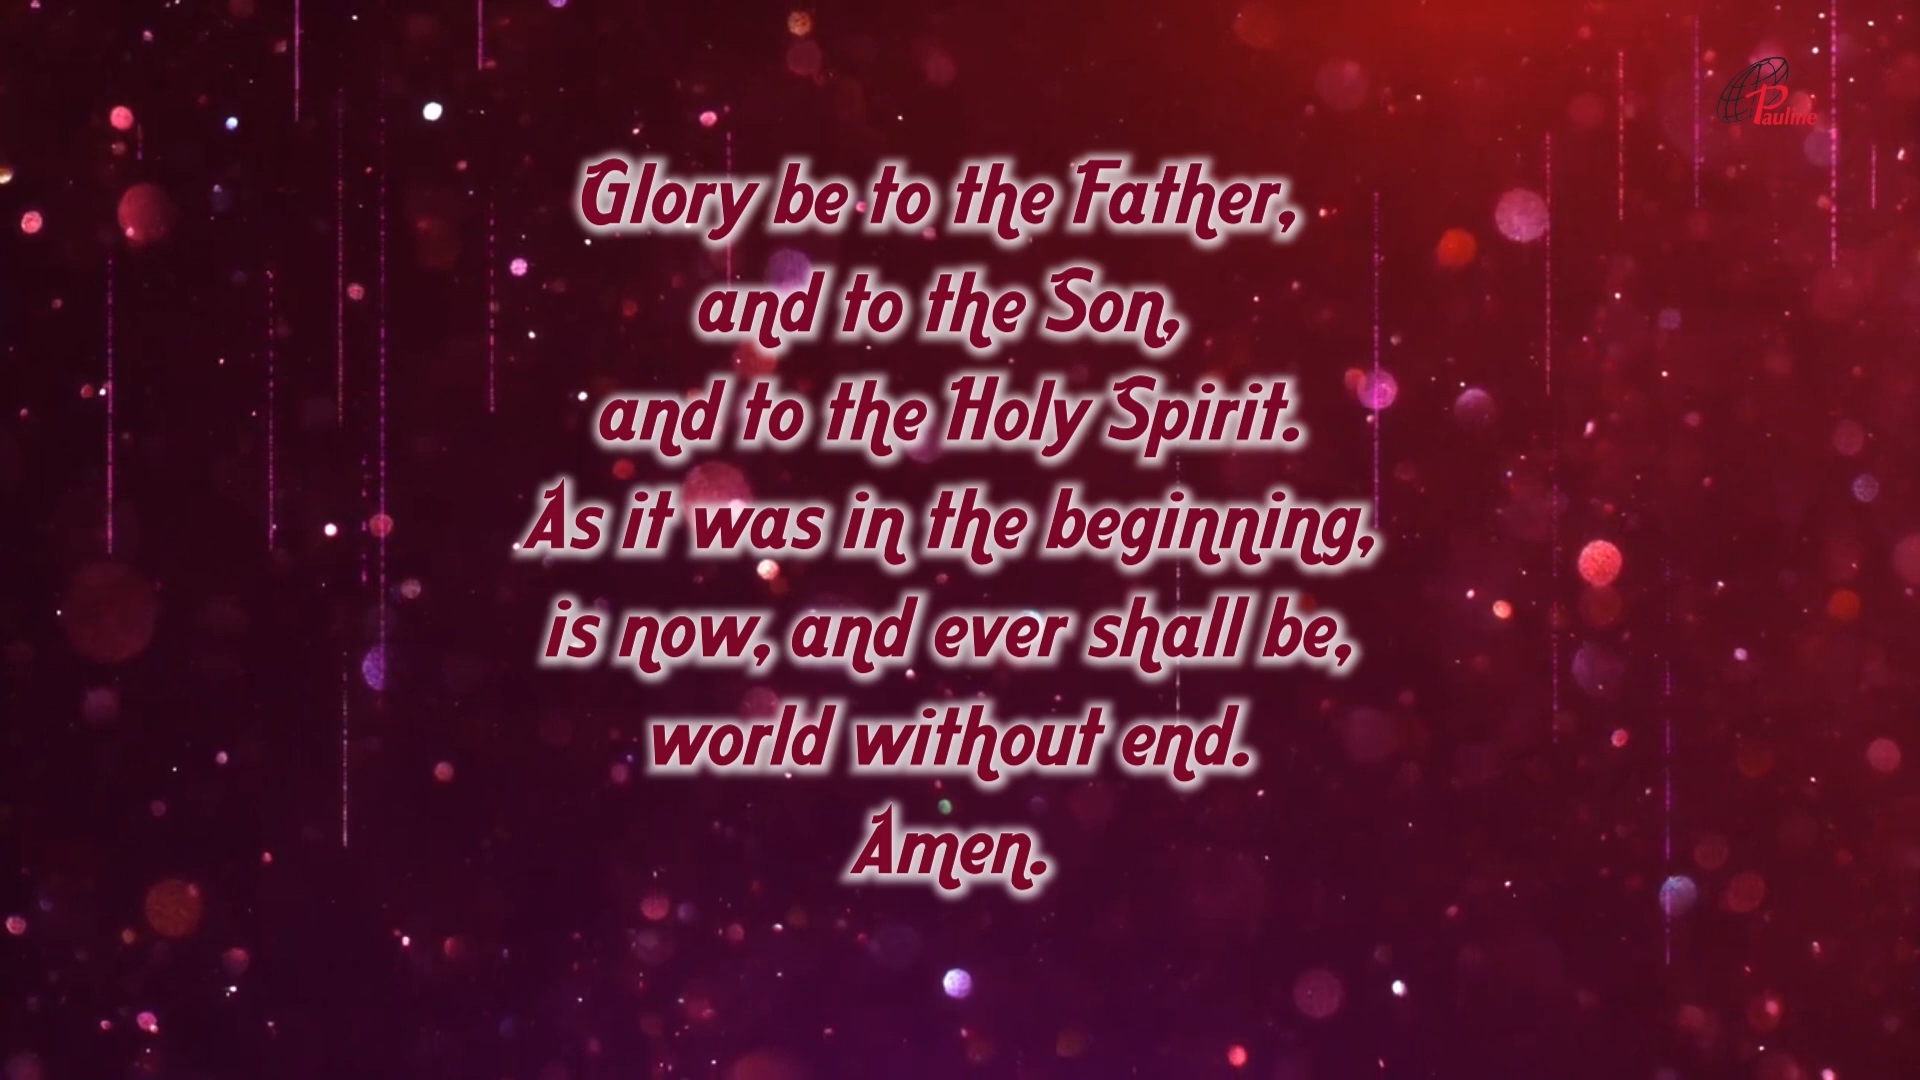 Pauline
Glory be to the Father,
and to the Son,
and to the Holy Spirit.
As it was in the beginning,
is now, and ever shall be,
world without end.
Amen.